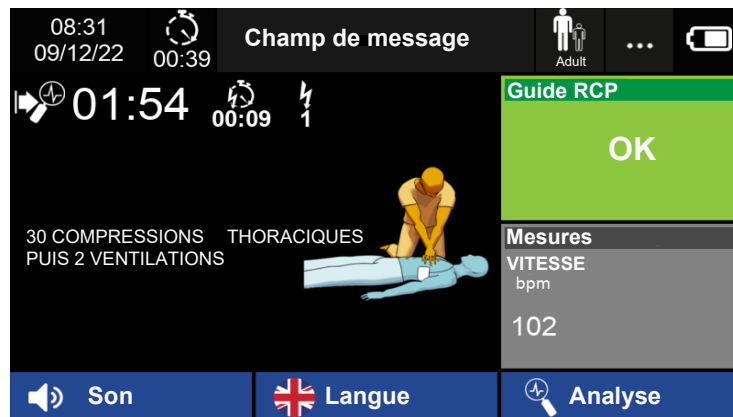 08:31
09/12/22
00:39
Champ de message
Adult
...
01:54
00:09
1
Guide RCP
OK
30 COMPRESSIONS THORACIQUES
PUIS 2 VENTILATIONS
Mesures
VITESSE
bpm
102
Son
Langue
Analyse